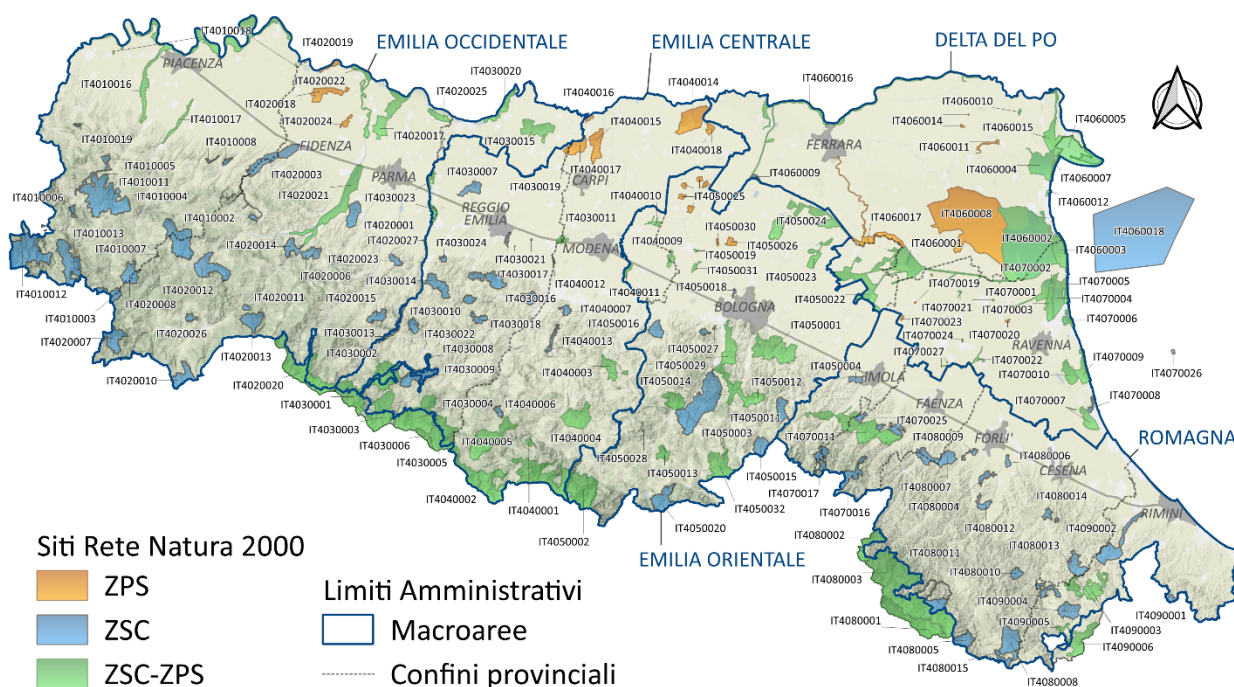 IT4010018
IT4020019
EMILIA OCCIDENTALE
EMILIA CENTRALE
DELTA DEL PO
PIACENZA
IT4010016
IT4020022
IT4030020
IT4040016
IT4040014
IT4060016
IT4020018
IT4020025
IT4060010
IT4010017
IT4020024
IT4020017
IT4030015
IT4040015
IT4060014
IT4060015
IT4060005
IT4010019
IT4010008
FIDENZA
IT4040018
FERRARA
IT4060011
IT4010005
IT4020003
IT4030007
IT4030019
IT4040017
CARPI
IT4060009
IT4060004
IT4060007
IT4010011
IT4020021
PARMA
IT4040010
IT4050025
IT4060012
IT4010006
IT4010004
IT4030023
REGGIO
EMILIA
IT4030011
IT4050024
IT4060017
IT4060008
IT4060018
IT4010002
IT4020001
MODENA
IT4040009
IT4050030
IT4060001
IT4060002
IT4010013
IT4010007
IT4020014
IT4020027
IT4030024
IT4030021
IT4050019
IT4050026
IT4060003
IT4020023
IT4030017
IT4050031
IT4050023
IT4070002
IT4010012
IT4020006
IT4030014
IT4040012
IT4040011
IT4050018
IT4070019
IT4070001
IT4070005
IT4010003
IT4020008
IT4020012
IT4020011
IT4020015
IT4030016
IT4040007
BOLOGNA
IT4050022
IT4070021
IT4070003
IT4070004
IT4030010
IT4030018
IT4050016
IT4050001
IT4070023
IT4070020
IT4070006
IT4020007
IT4020026
IT4030013
IT4030022
IT4040013
IT4070024
RAVENNA
IT4030002
IT4030008
IT4050027
IT4070027
IT4070022
IT4070009
IT4020013
IT4030009
IT4040003
IT4050029
IT4050004
IMOLA
IT4070010
IT4070026
IT4020010
IT4020020
IT4050014
IT4050012
FAENZA
IT4070008
IT4030001
IT4030004
IT4040006
IT4070007
IT4030003
IT4050011
IT4070025
IT4030006
IT4040005
IT4040004
IT4050003
IT4070011
IT4080009
FORLI'
ROMAGNA
IT4030005
IT4050028
IT4080006
CESENA
IT4050013
IT4050015
IT4040002
IT4070017
IT4080007
IT4080014
IT4040001
IT4050032
IT4080004
RIMINI
IT4070016
IT4050020
IT4080012
IT4090002
IT4050002
IT4080002
IT4080013
Siti Rete Natura 2000
EMILIA ORIENTALE
IT4080011
IT4080010
ZPS
Limiti Amministrativi
IT4080003
IT4090004
ZSC
Macroaree
IT4080001
IT4090005
IT4090001
IT4090003
IT4080005
IT4090006
ZSC-ZPS
Confini provinciali
IT4080015
IT4080008